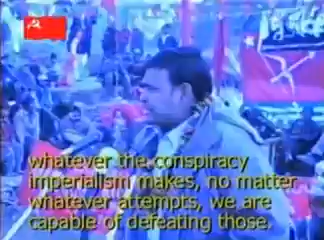 whatever the conspiracy
imperialism makes, no matter
whatever attempts, we are
capable of defeating those.